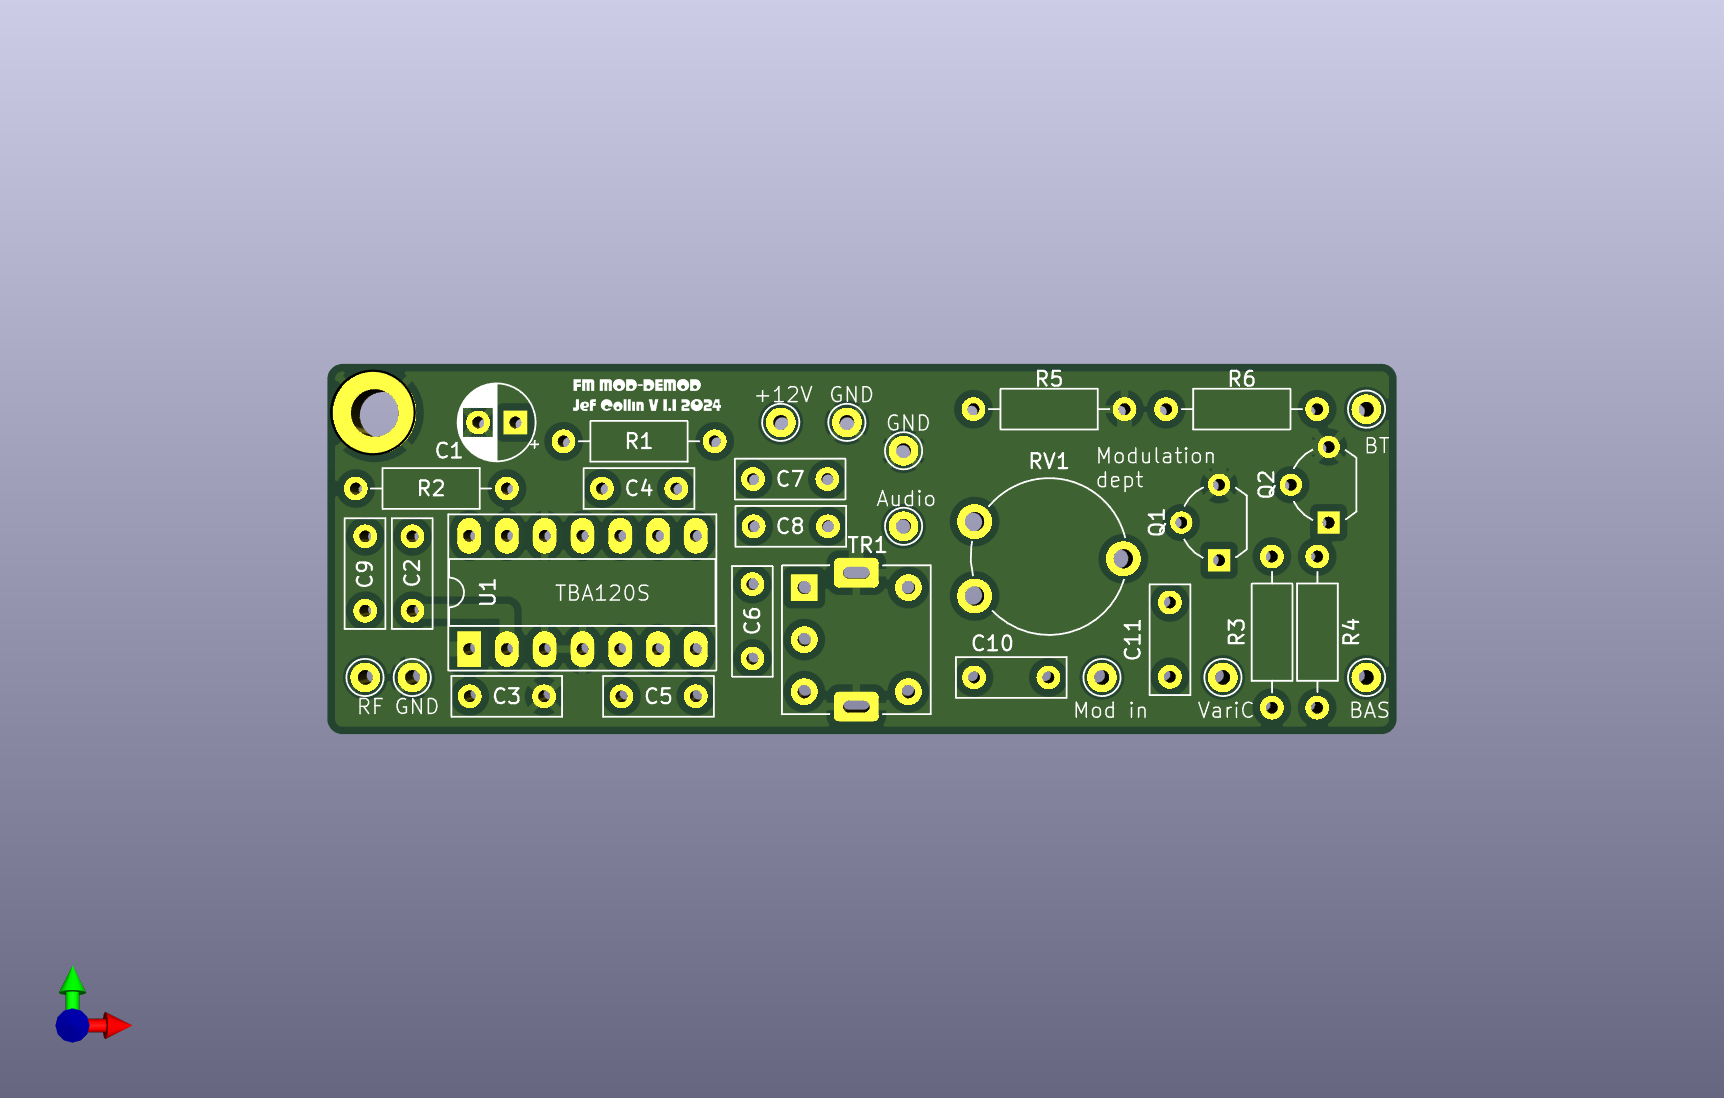 FM MOD-DEMOD
Jef Collin V 1.1 2024
+12V
GND
GND
R5
R6
BT
C1
+
R1
R2
C4
C7
C8
Audio
RV1
Modulation
dept
Q1
Q2
C9
C2
U1
TBA120S
TR1
C6
C10
C11
R3
R4
RF
GND
C3
C5
Mod in
VariC
BAS